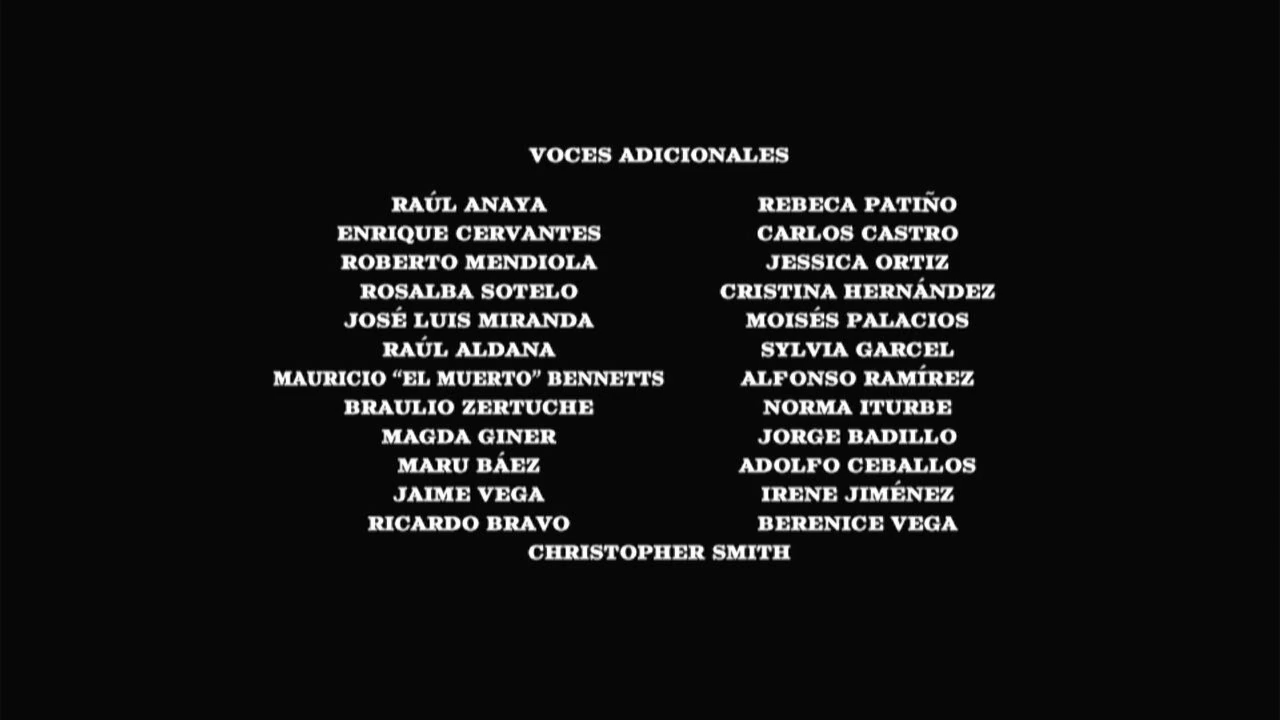 VOCES ADICIONALES
RAÚL ANAYA
ENRIQUE CERVANTES
ROBERTO MENDIOLA
ROSALBA SOTELO
JOSÉ LUIS MIRANDA
RAÚL ALDANA
MAURICIO “EL MUERTO” BENNETTS
BRAULIO ZERTUCHE
MAGDA GINER
MARU BÁEZ
JAIME VEGA
RICARDO BRAVO
REBECA PATIÑO
CARLOS CASTRO
JESSICA ORTIZ
CRISTINA HERNÁNDEZ
MOISÉS PALACIOS
SYLVIA GARCEL
ALFONSO RAMÍREZ
NORMA ITURBE
JORGE BADILLO
ADOLFO CEBALLOS
IRENE JIMÉNEZ
BERENICE VEGA
CHRISTOPHER SMITH